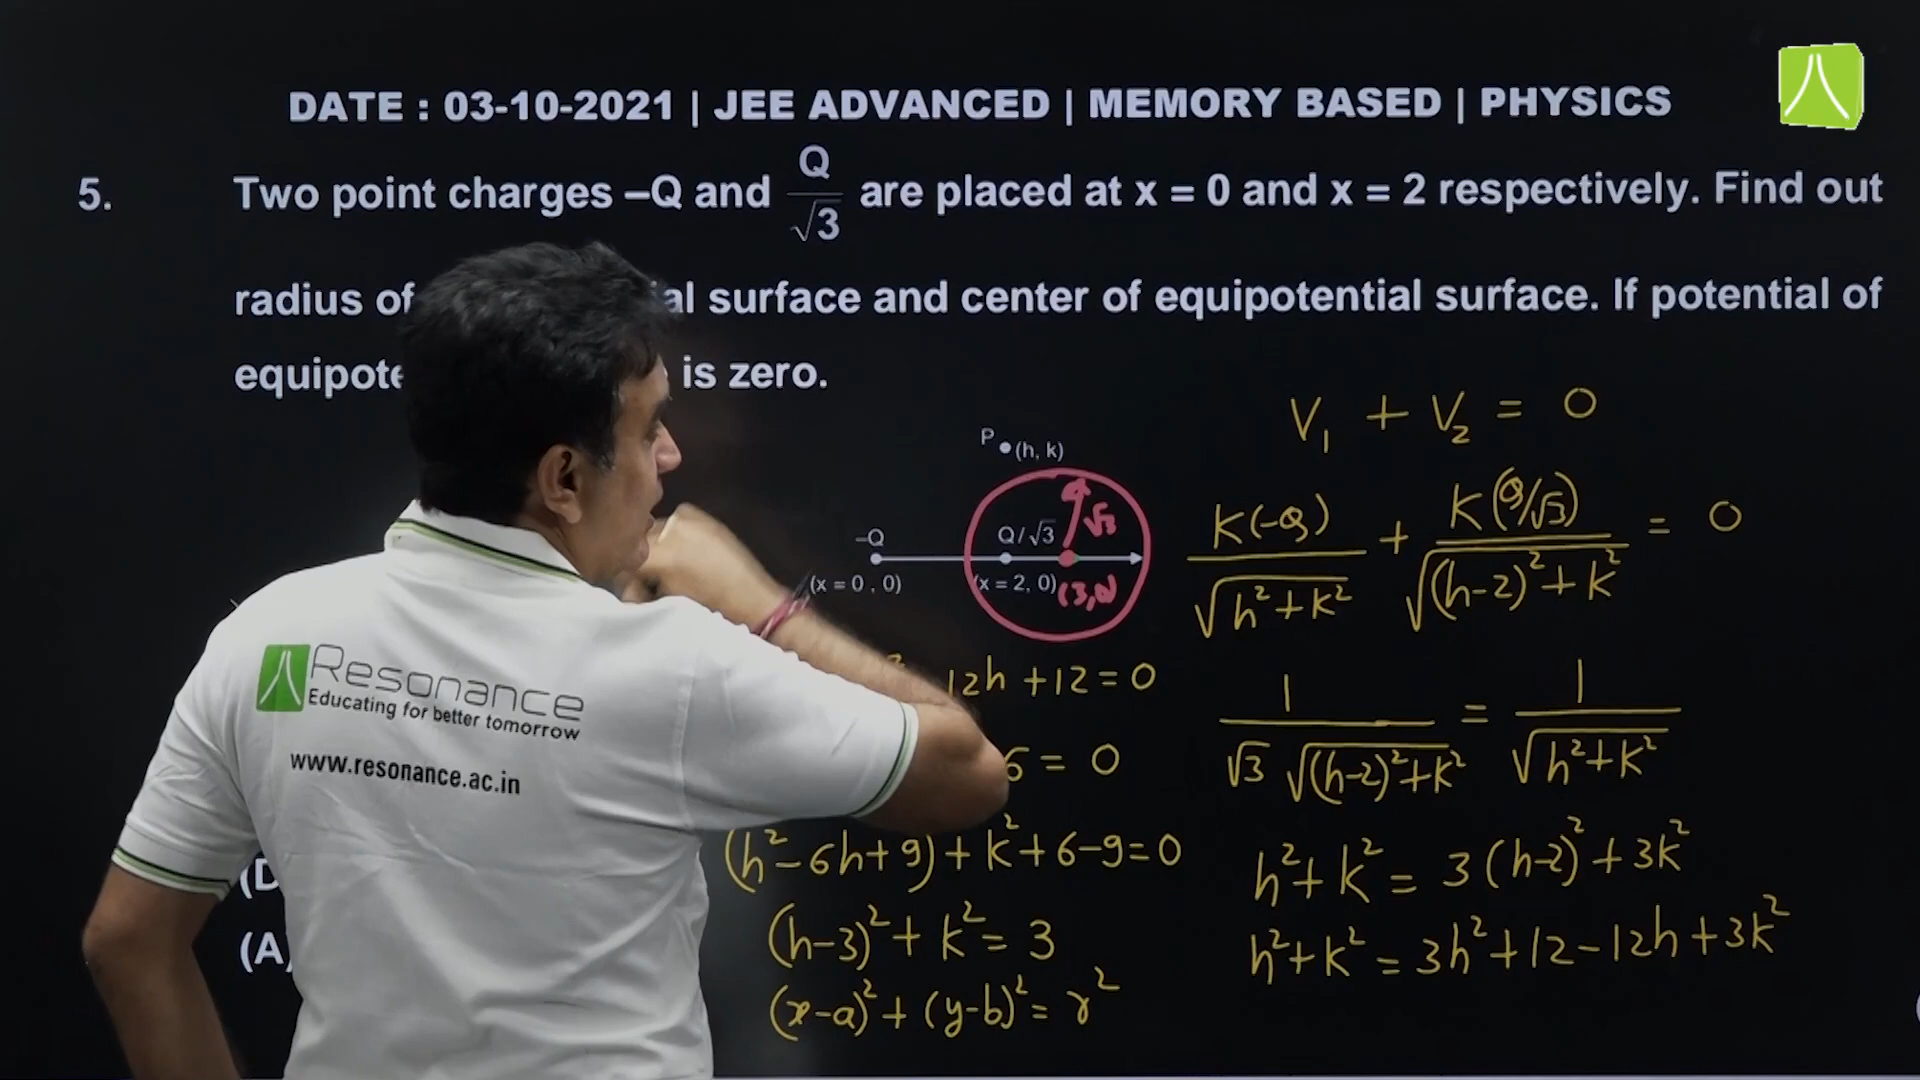 DATE : 03-10-2021 | JEE ADVANCED | MEMORY BASED | PHYSICS
5. Two point charges –Q and Q/√3 are placed at x = 0 and x = 2 respectively. Find out
radius of al surface and center of equipotential surface. If potential of
equipote is zero.
P (h, k)
–Q
Q/√3
√3
(x = 0 , 0)
(x = 2, 0)
(3,0)
V₁ + V₂ = 0
K(-Q)/√(h²+K²) + K(Q/√3)/√((h-2)²+K²) = 0
1/(√3 √((h-2)²+K²)) = 1/√(h²+K²)
h²+K² = 3(h-2)²+3K²
h²+K² = 3h²+12-12h+3K²
12h +12=0
6 = 0
(h²-6h+9)+K²+6-9=0
(h-3)²+K²=3
(x-a)²+(y-b)²=r²
(D
(A)
Resonance
Educating for better tomorrow
www.resonance.ac.in